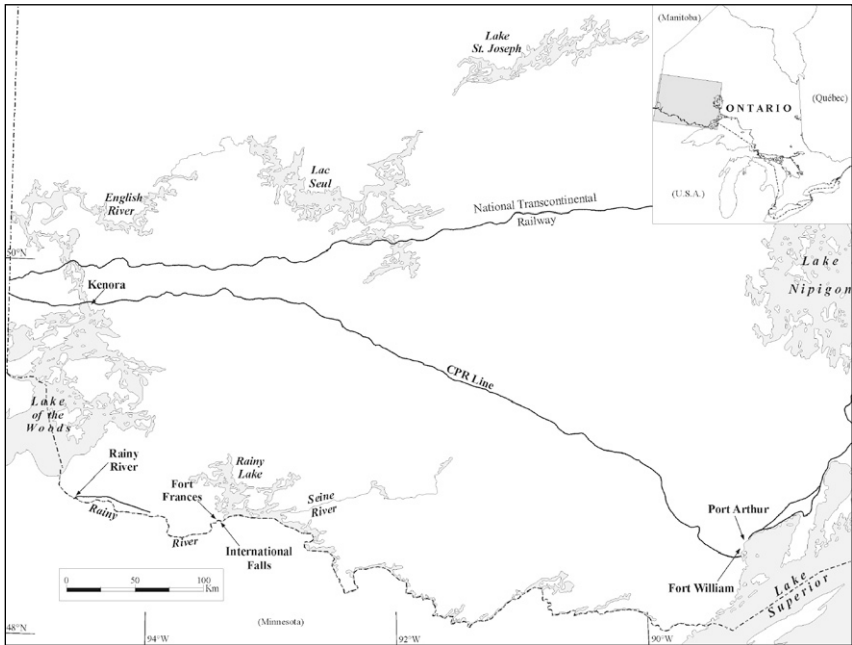 Lake
St. Joseph
(Manitoba)
(Québec)
ONTARIO
(U.S.A.)
English
River
Lac
Seul
National Transcontinental
Railway
50°N
Kenora
Lake
Nipigon
CPR Line
Lake
of the
Woods
Rainy
River
Rainy
River
Fort
Frances
Rainy
Lake
Seine
River
International
Falls
Port Arthur
Fort William
Lake
Superior
0 50 100
Km
48°N
94°W
(Minnesota)
92°W
90°W